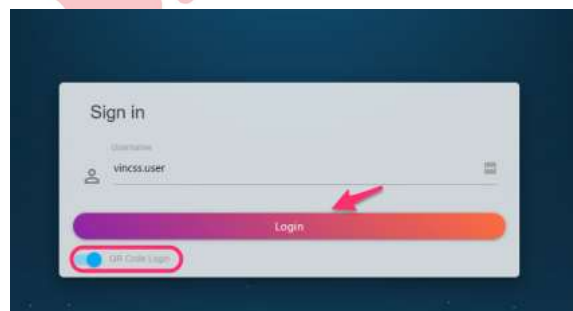 Sign in
Username
vincss.user
Login
QR Code Login